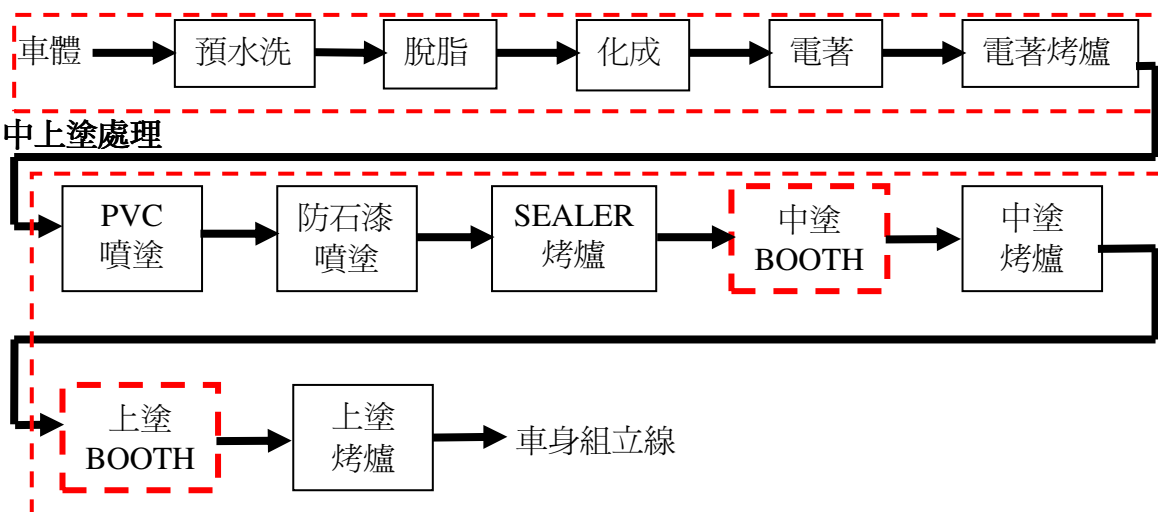 車體
預水洗
脫脂
化成
電著
電著烤爐
中上塗處理
PVC
噴塗
防石漆
噴塗
SEALER
烤爐
中塗
BOOTH
中塗
烤爐
上塗
BOOTH
上塗
烤爐
車身組立線